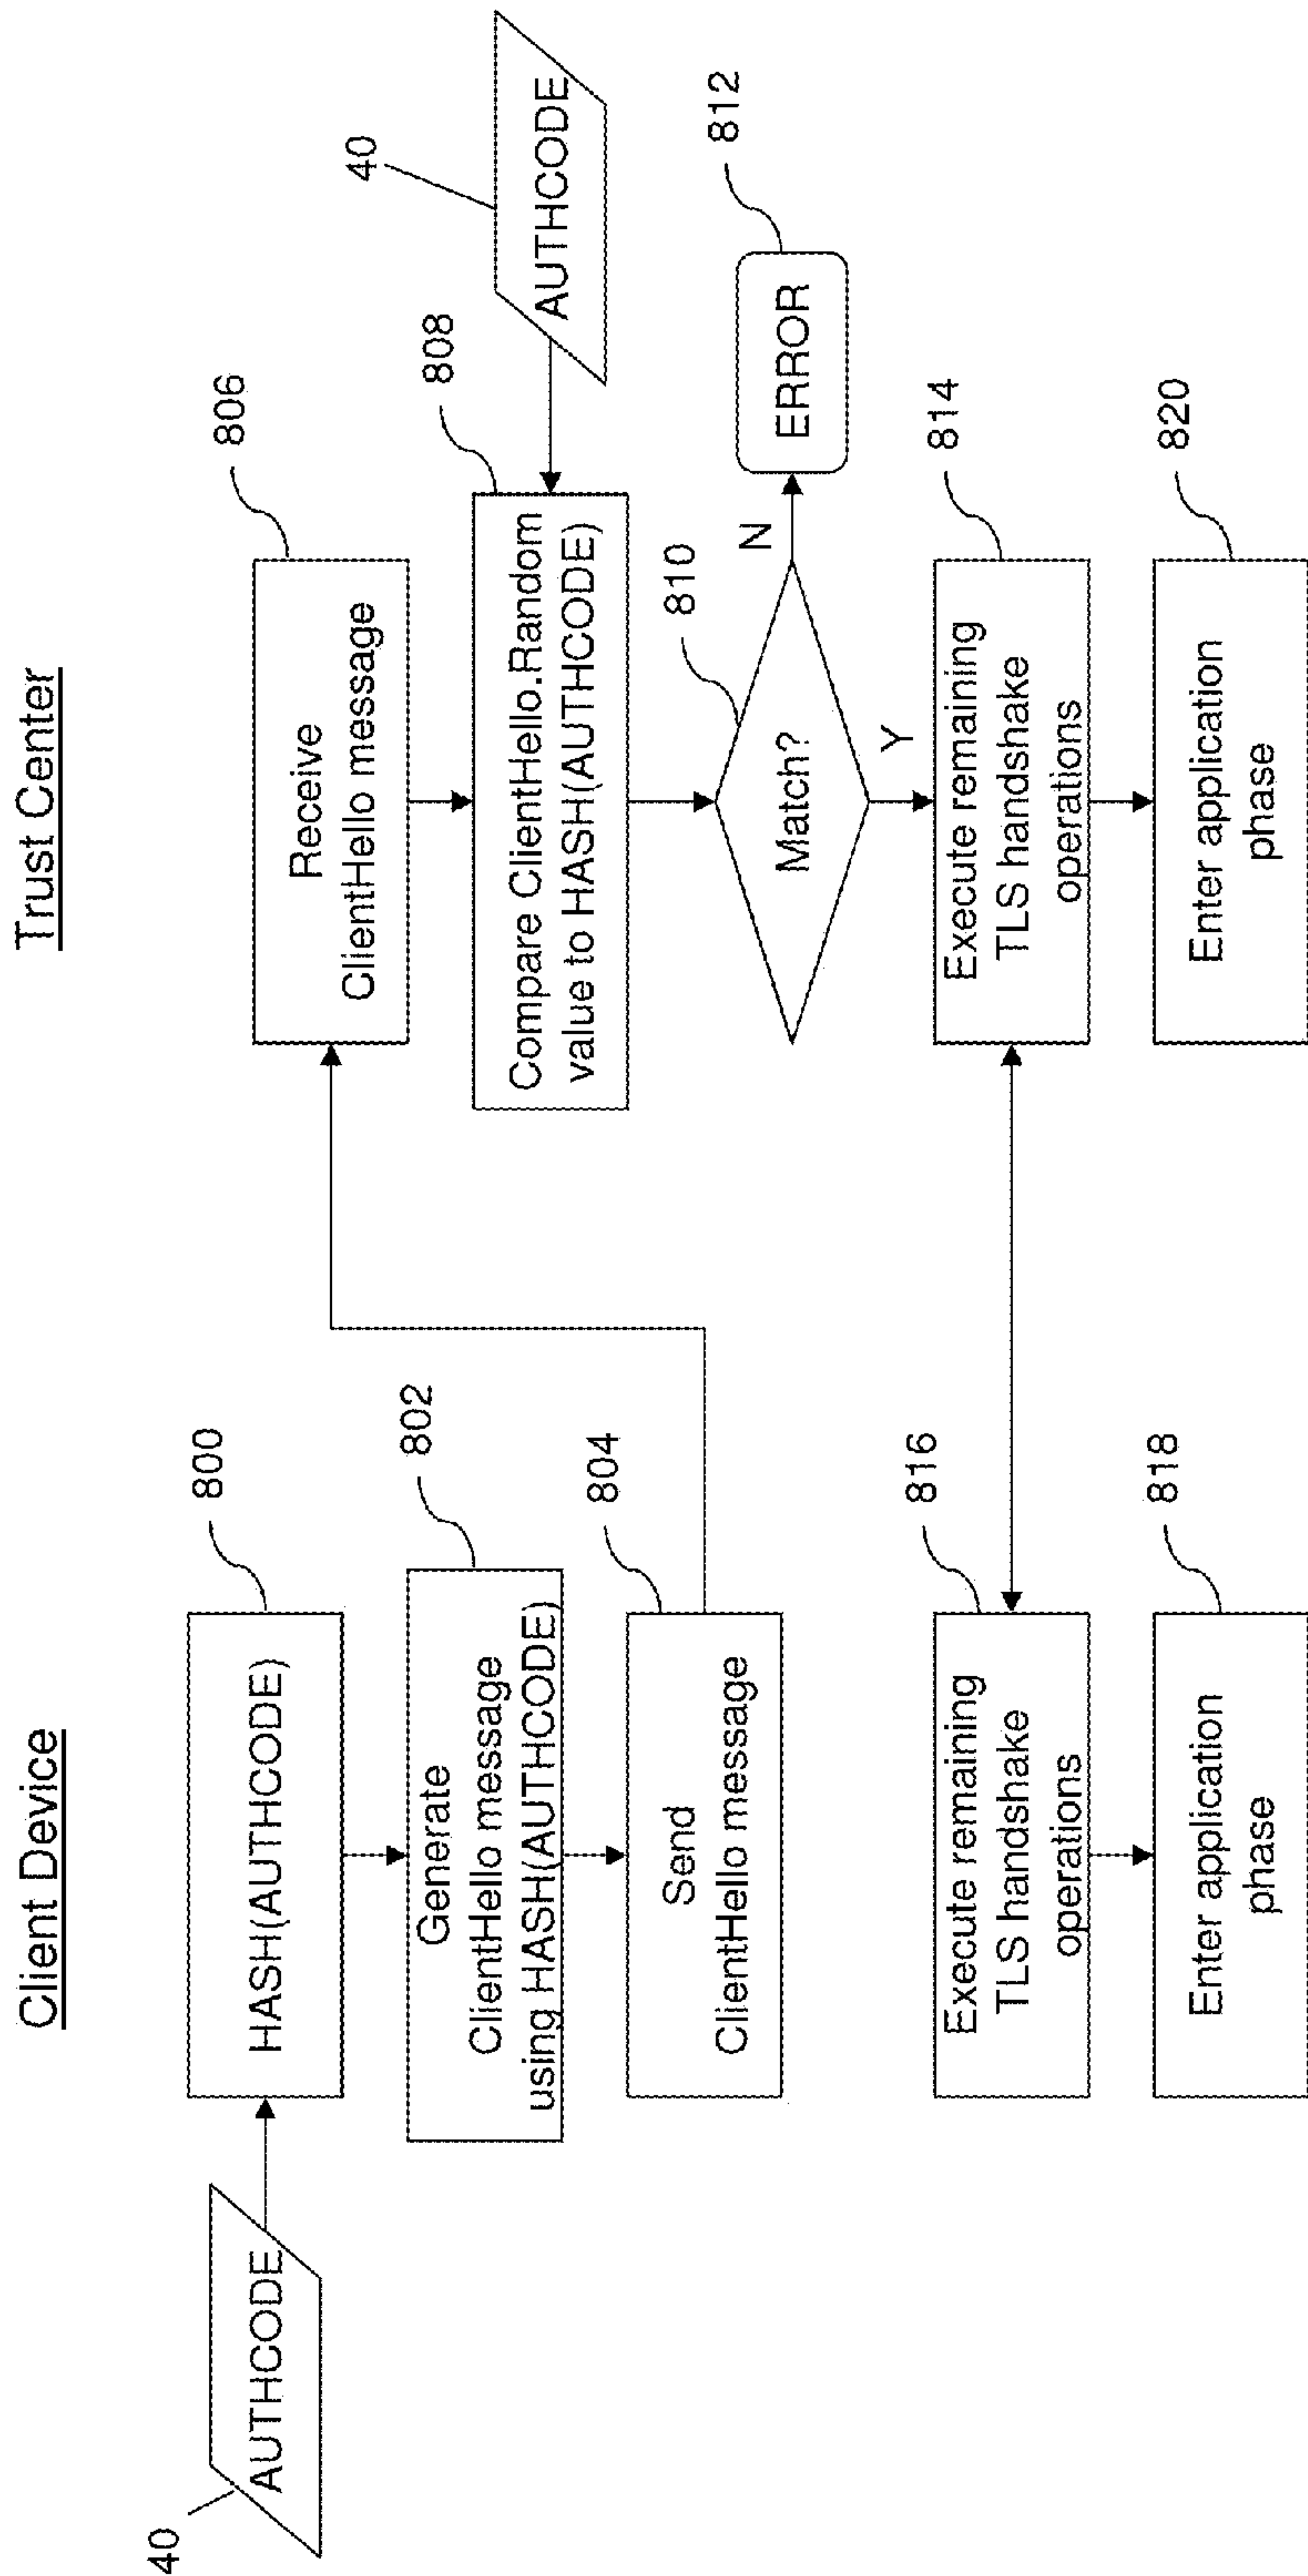 Client Device
40
AUTHCODE
800
HASH(AUTHCODE)
802
Generate
ClientHello message
using HASH(AUTHCODE)
804
Send
ClientHello message
816
Execute remaining
TLS handshake
operations
818
Enter application
phase
Trust Center
806
Receive
ClientHello message
40
AUTHCODE
808
Compare ClientHello.Random
value to HASH(AUTHCODE)
810
Match?
N
812
ERROR
Y
814
Execute remaining
TLS handshake
operations
820
Enter application
phase